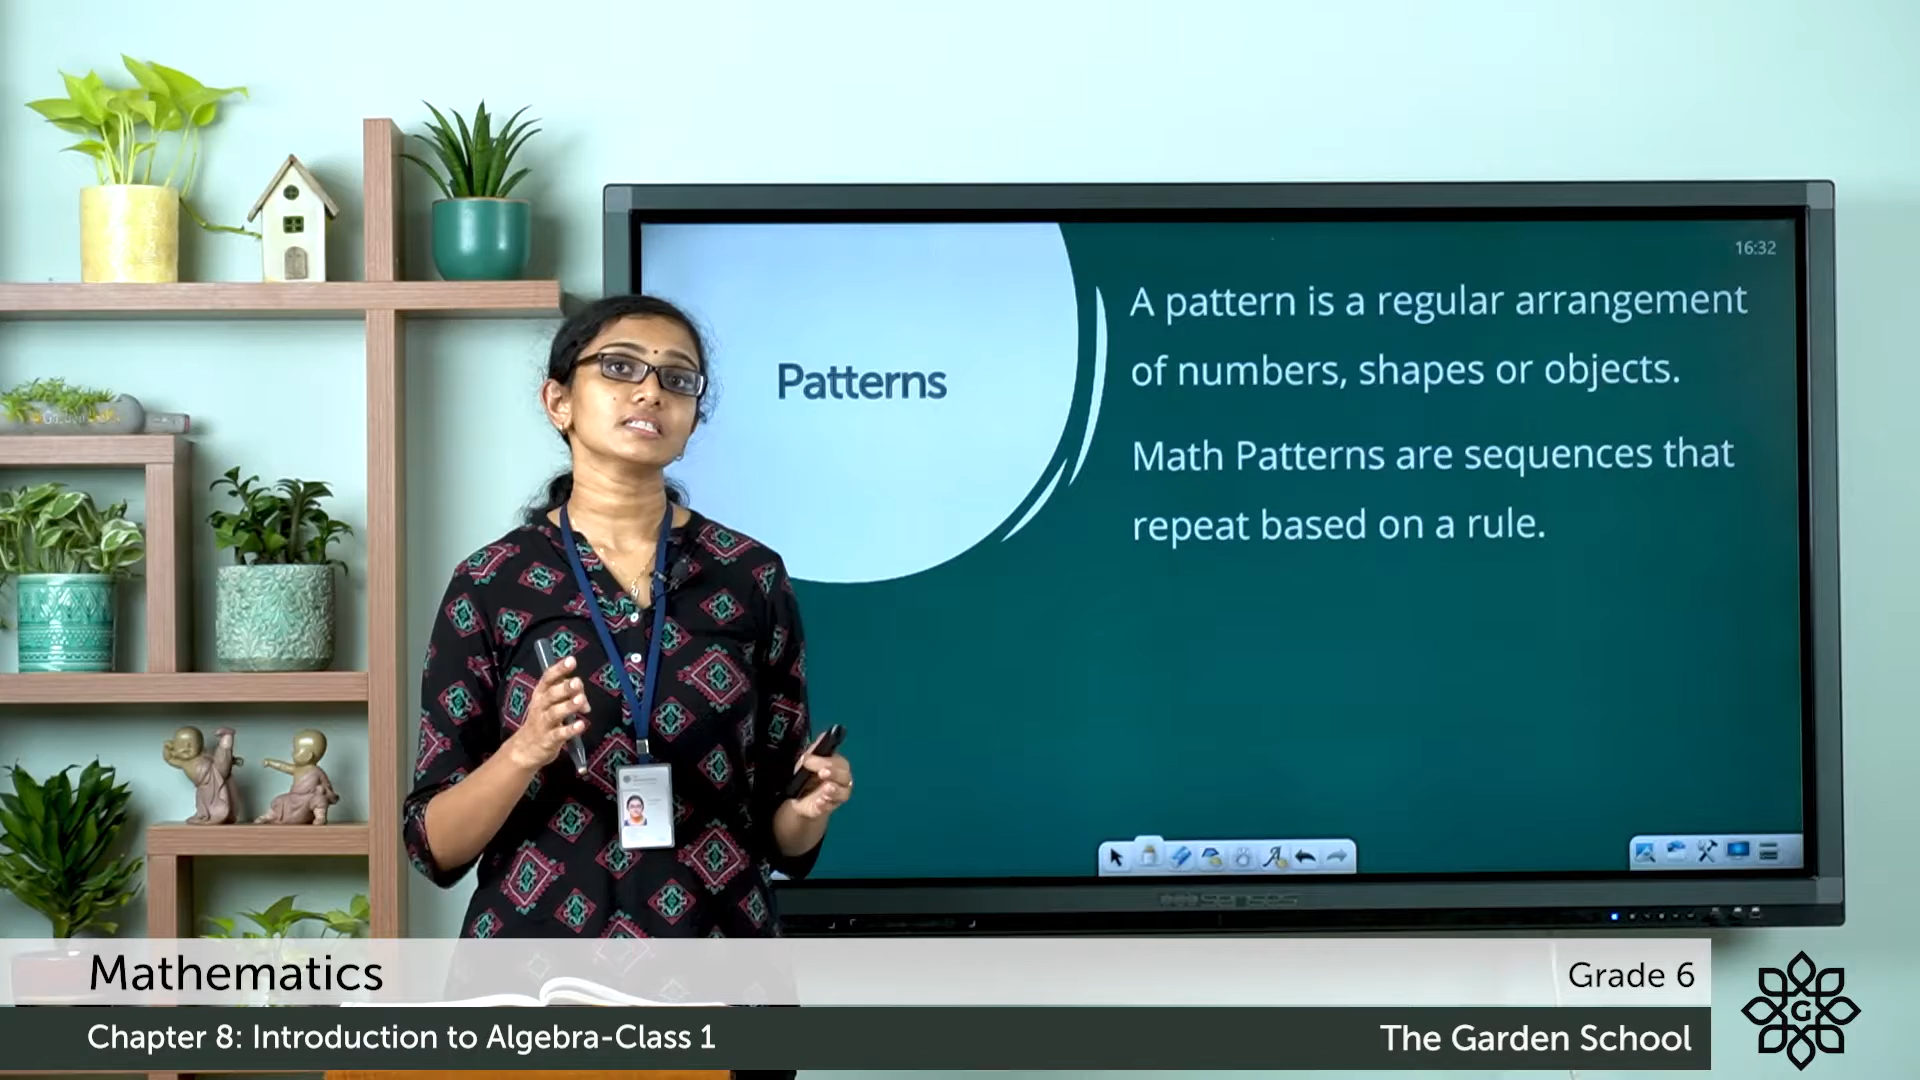 16:32
Patterns
A pattern is a regular arrangement
of numbers, shapes or objects.
Math Patterns are sequences that
repeat based on a rule.
Mathematics
Grade 6
Chapter 8: Introduction to Algebra-Class 1
The Garden School
G